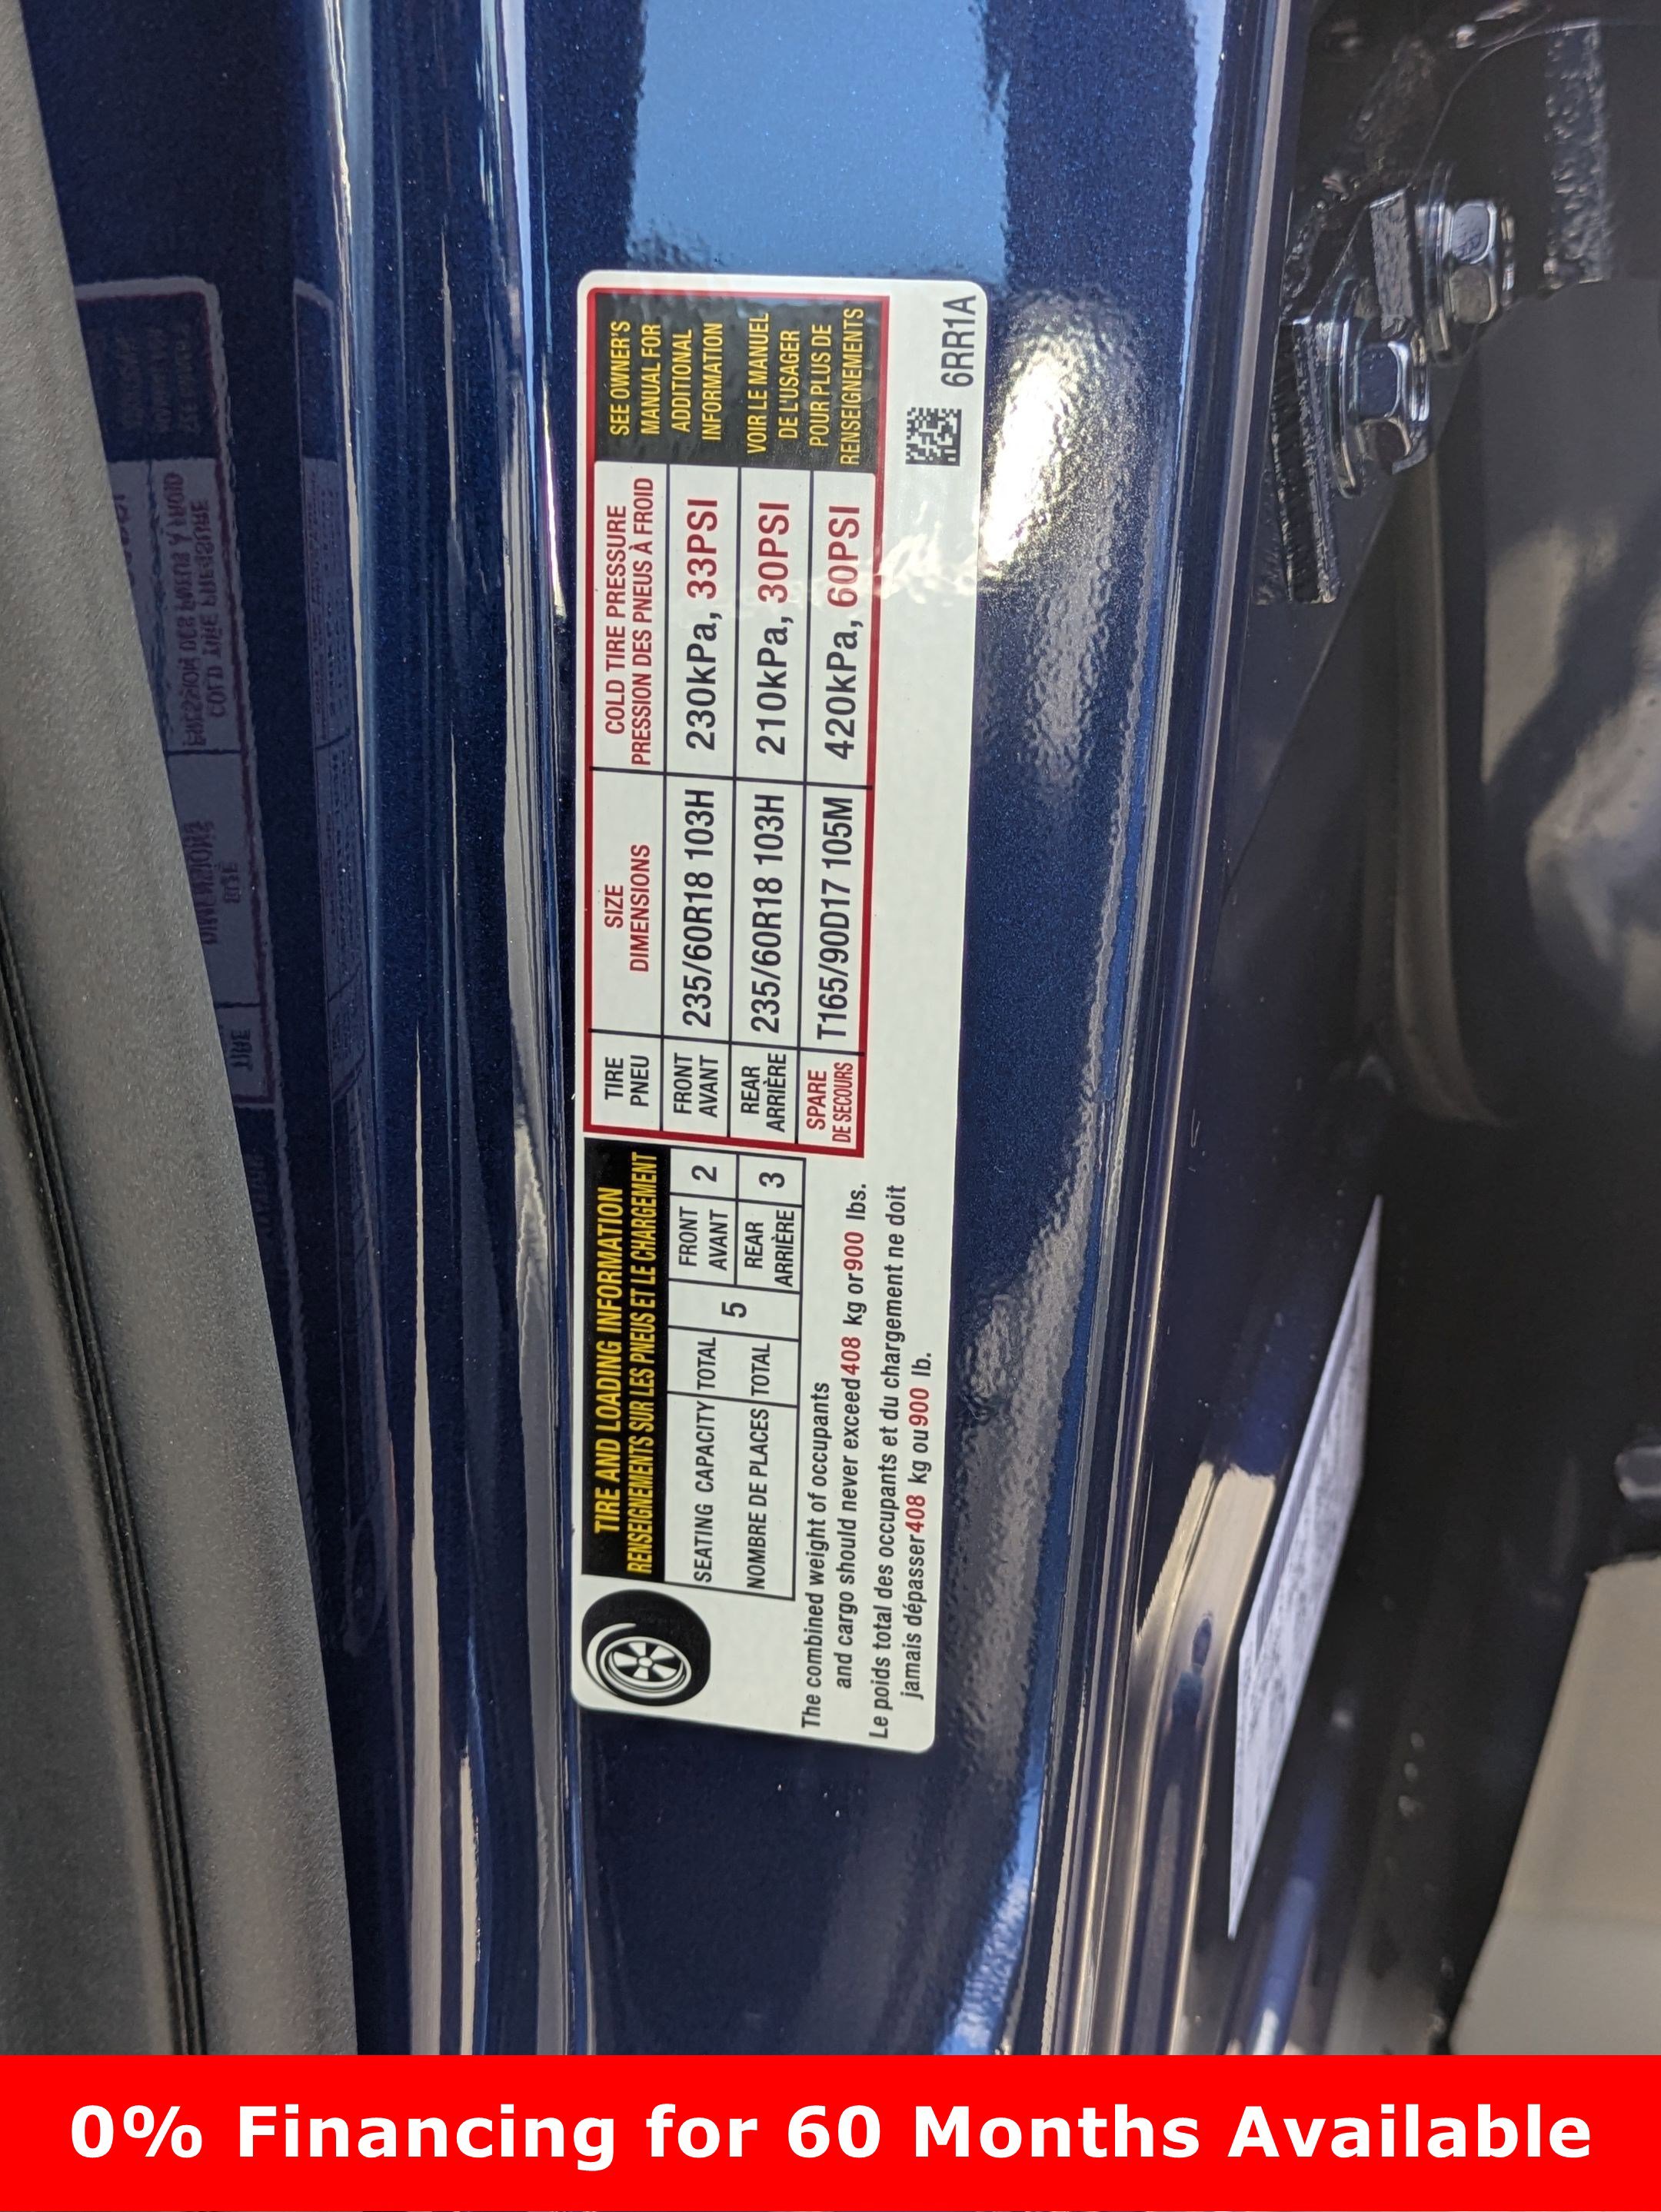 TIRE AND LOADING INFORMATION
RENSEIGNEMENTS SUR LES PNEUS ET LE CHARGEMENT
SEATING CAPACITY TOTAL 5 FRONT 2
AVANT
NOMBRE DE PLACES TOTAL REAR 3
ARRIÈRE
The combined weight of occupants
and cargo should never exceed 408 kg or 900 lbs.
Le poids total des occupants et du chargement ne doit
jamais dépasser 408 kg ou 900 lb.
TIRE SIZE COLD TIRE PRESSURE
PNEU DIMENSIONS PRESSION DES PNEUS À FROID
FRONT
AVANT 235/60R18 103H 230kPa, 33PSI
REAR
ARRIÈRE 235/60R18 103H 210kPa, 30PSI
SPARE
DE SECOURS T165/90D17 105M 420kPa, 60PSI
SEE OWNER'S
MANUAL FOR
ADDITIONAL
INFORMATION
VOIR LE MANUEL
DE L'USAGER
POUR PLUS DE
RENSEIGNEMENTS
6RR1A
0% Financing for 60 Months Available